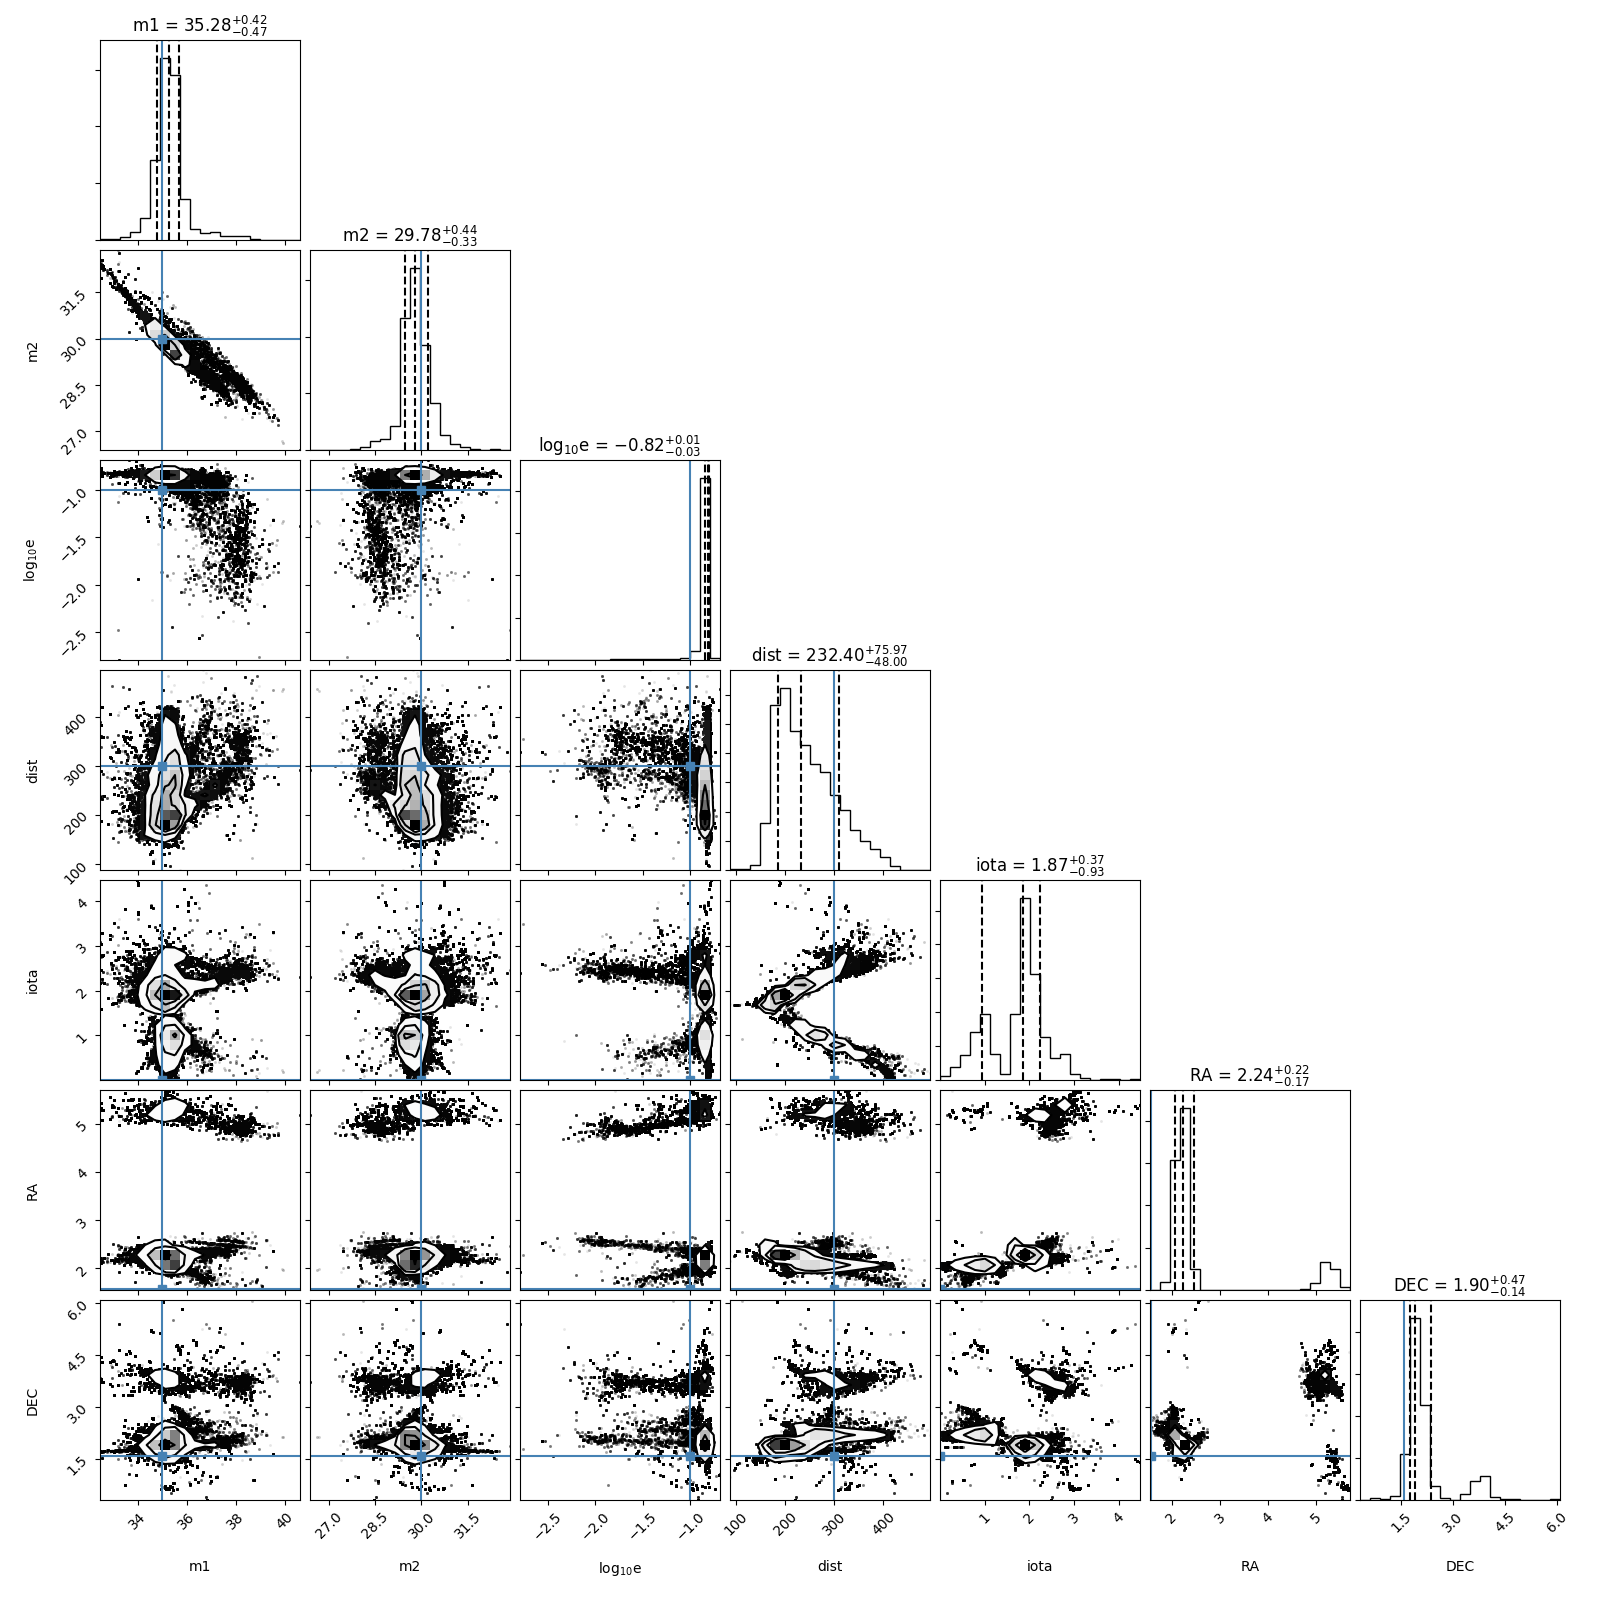 m1 = 35.28 +0.42 −0.47
m2 = 29.78 +0.44 −0.33
log10e = −0.82 +0.01 −0.03
dist = 232.40 +75.97 −48.00
iota = 1.87 +0.37 −0.93
RA = 2.24 +0.22 −0.17
DEC = 1.90 +0.47 −0.14
m2
31.5
30.0
28.5
27.0
log10e
−1.0
−1.5
−2.0
−2.5
dist
400
300
200
100
iota
4
3
2
1
RA
5
4
3
2
DEC
6.0
4.5
3.0
1.5
34 36 38 40
27.0 28.5 30.0 31.5
−2.5 −2.0 −1.5 −1.0
100 200 300 400
1 2 3 4
2 3 4 5
1.5 3.0 4.5 6.0
m1 m2 log10e dist iota RA DEC